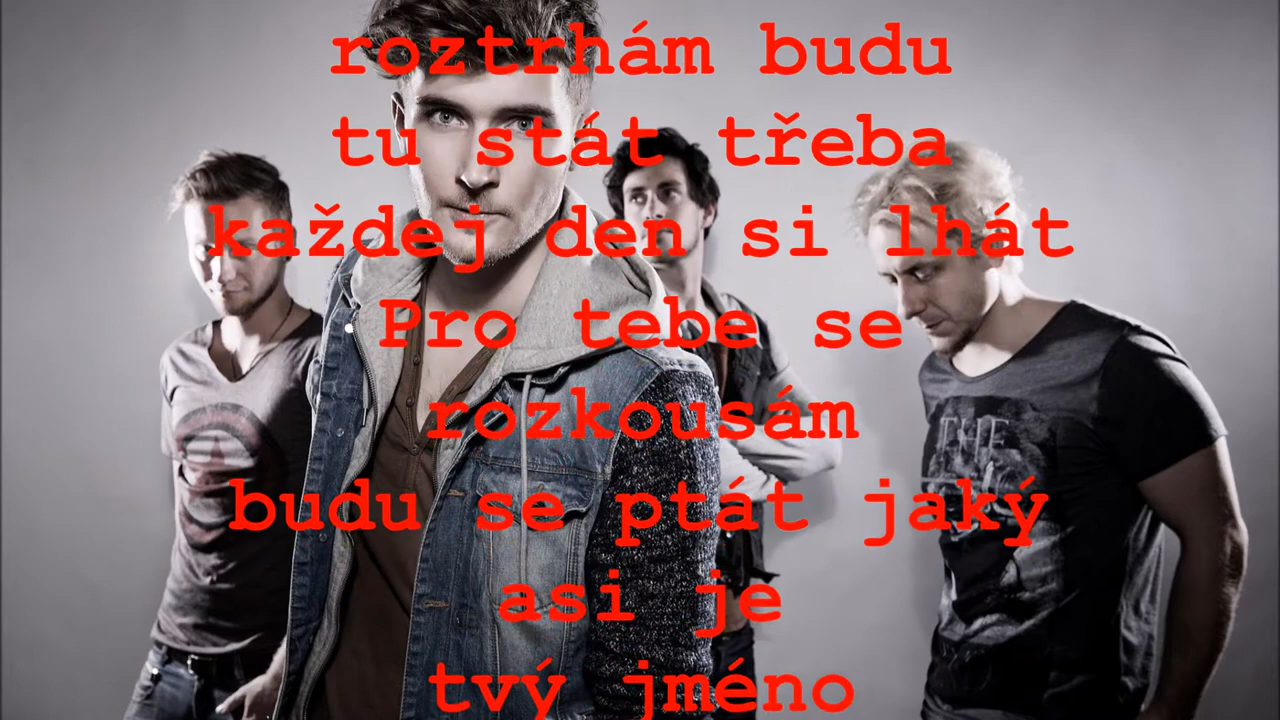 roztrhám budu
tu stát třeba
každej den si lhát
Pro tebe se
rozkousám
budu se ptát jaký
asi je
tvý jméno
THE